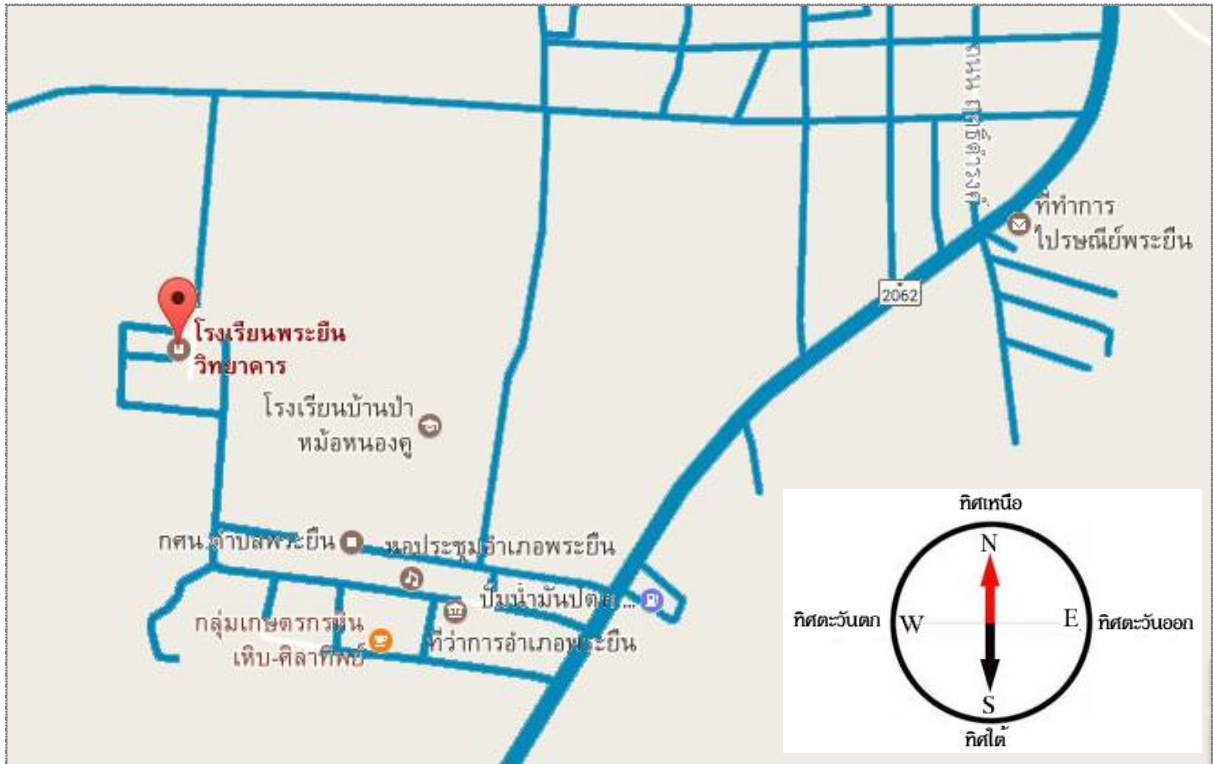 ที่ทำการ
ไปรษณีย์พระยืน
2062
โรงเรียนพระยืน
วิทยาคาร
โรงเรียนบ้านป่า
หม้อหนองคู
กศน.ตำบลพระยืน
หอประชุมอำเภอพระยืน
ปั๊มน้ำมันปตท ...
กลุ่มเกษตรกรหิน
เหิบ-ศิลาทิพย์
ที่ว่าการอำเภอพระยืน
ทิศเหนือ
N
ทิศตะวันตก
W
E
ทิศตะวันออก
S
ทิศใต้